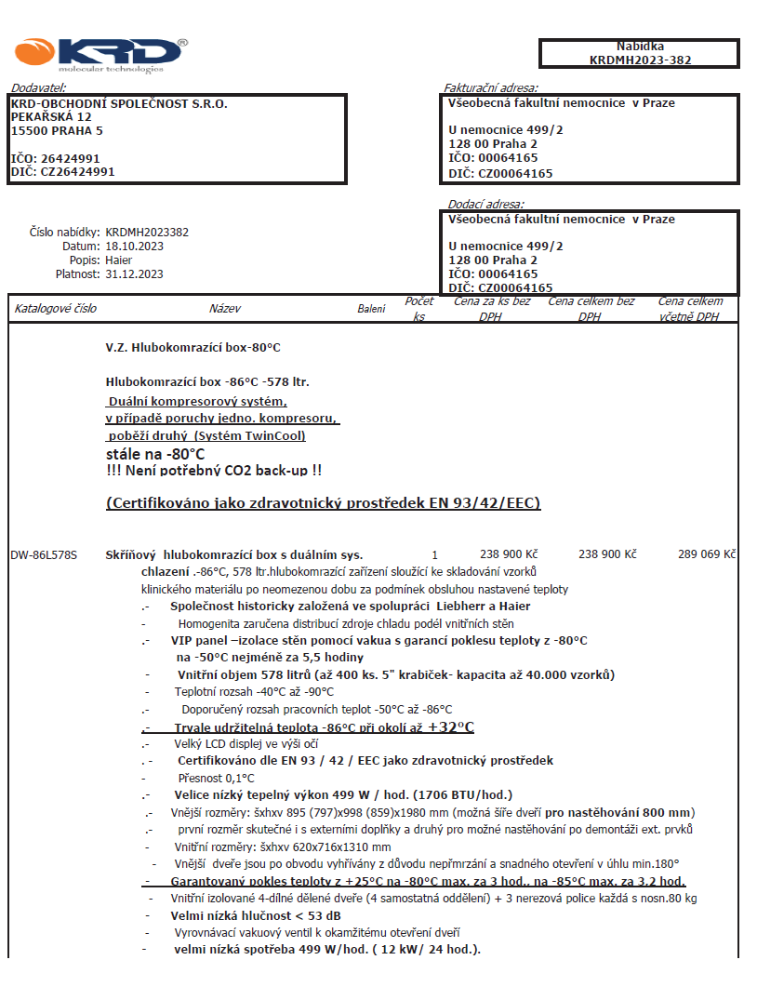 KRD®
molecular technologies
Nabídka
KRDMH2023-382
Dodavatel:
KRD-OBCHODNÍ SPOLEČNOST S.R.O.
PEKAŘSKÁ 12
15500 PRAHA 5
IČO: 26424991
DIČ: CZ26424991
Fakturační adresa:
Všeobecná fakultní nemocnice v Praze
U nemocnice 499/2
128 00 Praha 2
IČO: 00064165
DIČ: CZ00064165
Dodací adresa:
Všeobecná fakultní nemocnice v Praze
U nemocnice 499/2
128 00 Praha 2
IČO: 00064165
DIČ: CZ00064165
Číslo nabídky: KRDMH2023382
Datum: 18.10.2023
Popis: Haier
Platnost: 31.12.2023
Katalogové číslo Název Balení Počet ks Cena za ks bez DPH Cena celkem bez DPH Cena celkem včetně DPH
V.Z. Hlubokomrazící box-80°C
Hlubokomrazící box -86°C -578 ltr.
Duální kompresorový systém,
v případě poruchy jedno. kompresoru,
poběží druhý (Systém TwinCool)
stále na -80°C
!!! Není potřebný CO2 back-up !!
(Certifikováno jako zdravotnický prostředek EN 93/42/EEC)
DW-86L578S Skříňový hlubokomrazící box s duálním sys. 1 238 900 Kč 238 900 Kč 289 069 Kč
chlazení .-86°C, 578 ltr.hlubokomrazící zařízení sloužící ke skladování vzorků
klinického materiálu po neomezenou dobu za podmínek obsluhou nastavené teploty
.- Společnost historicky založená ve spolupráci Liebherr a Haier
- Homogenita zaručena distribucí zdroje chladu podél vnitřních stěn
.- VIP panel –izolace stěn pomocí vakua s garancí poklesu teploty z -80°C
na -50°C nejméně za 5,5 hodiny
- Vnitřní objem 578 litrů (až 400 ks. 5" krabiček- kapacita až 40.000 vzorků)
- Teplotní rozsah -40°C až -90°C
.- Doporučený rozsah pracovních teplot -50°C až -86°C
.- Trvale udržitelná teplota -86°C při okolí až +32°C
.- Velký LCD displej ve výši očí
. - Certifikováno dle EN 93 / 42 / EEC jako zdravotnický prostředek
- Přesnost 0,1°C
.- Velice nízký tepelný výkon 499 W / hod. (1706 BTU/hod.)
.- Vnější rozměry: šxhxv 895 (797)x998 (859)x1980 mm (možná šíře dveří pro nastěhování 800 mm)
.- první rozměr skutečné i s externími doplňky a druhý pro možné nastěhování po demontáži ext. prvků
- Vnitřní rozměry: šxhxv 620x716x1310 mm
- Vnější dveře jsou po obvodu vyhřívány z důvodu nepřmrzání a snadného otevření v úhlu min.180°
- Garantovaný pokles teploty z +25°C na -80°C max. za 3 hod., na -85°C max. za 3,2 hod.
- Vnitřní izolované 4-dílné dělené dveře (4 samostatná oddělení) + 3 nerezová police každá s nosn.80 kg
- Velmi nízká hlučnost < 53 dB
- Vyrovnávací vakuový ventil k okamžitému otevření dveří
- velmi nízká spotřeba 499 W/hod. ( 12 kW/ 24 hod.).